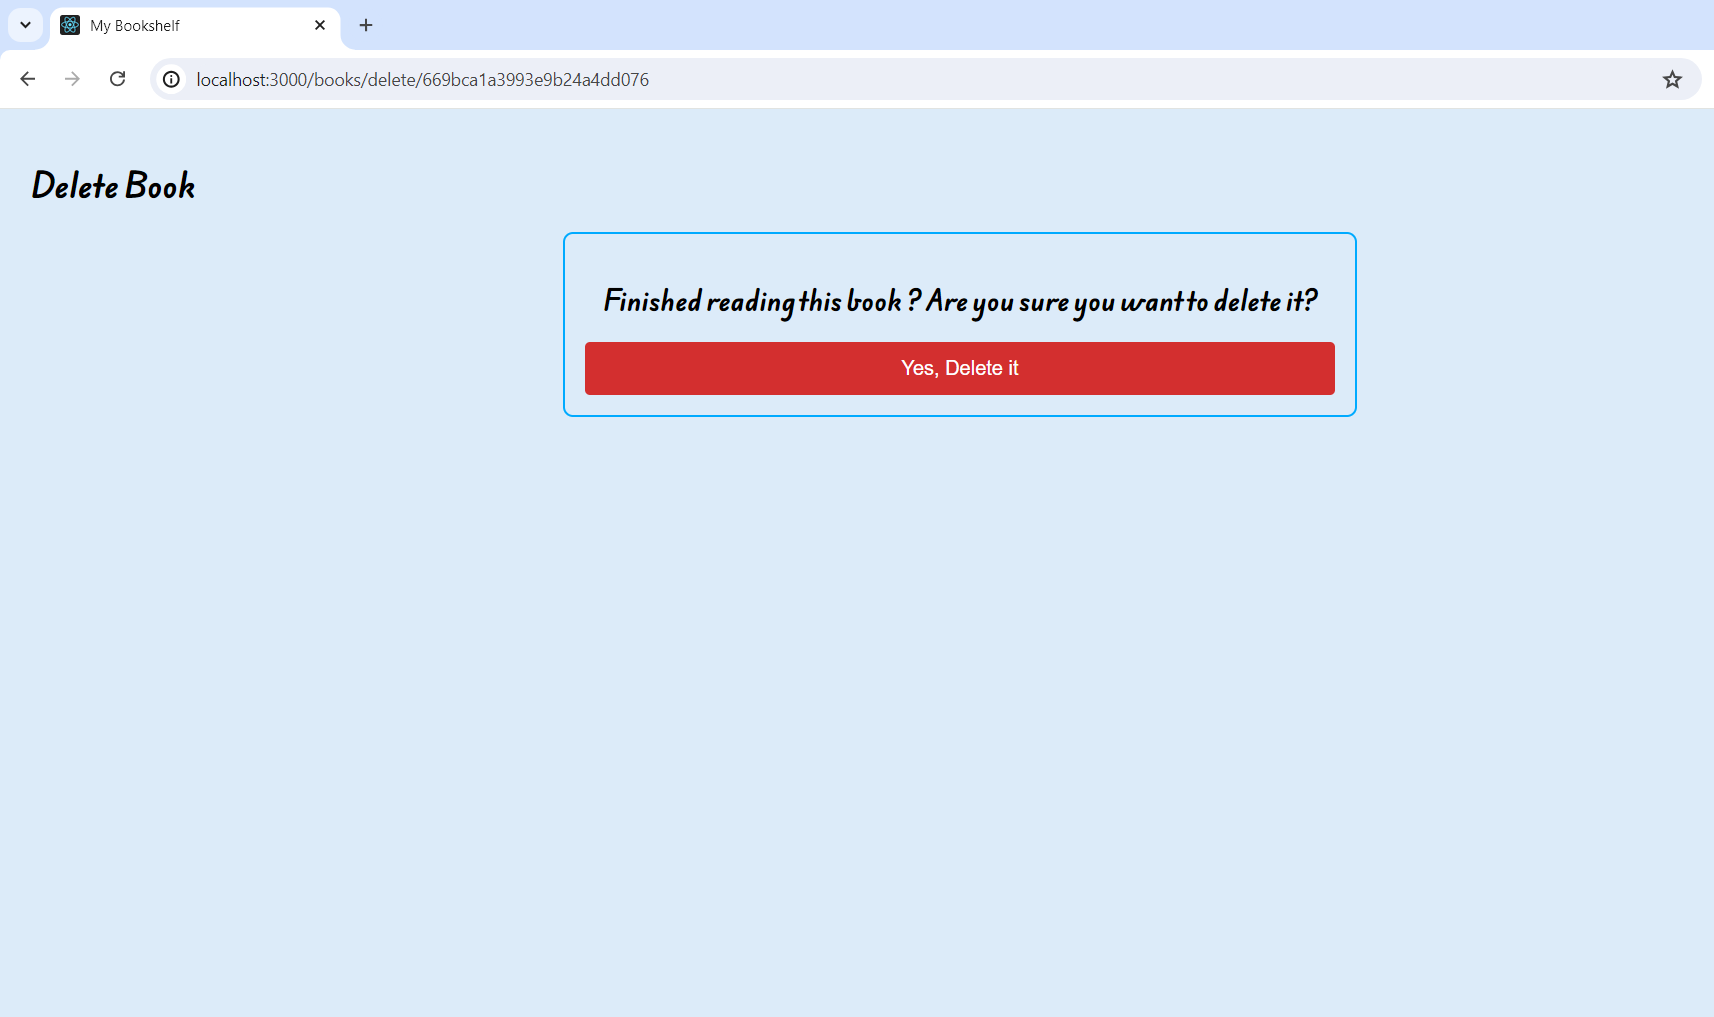 My Bookshelf
localhost:3000/books/delete/669bca1a3993e9b24a4dd076
Delete Book
Finished reading this book ? Are you sure you want to delete it?
Yes, Delete it